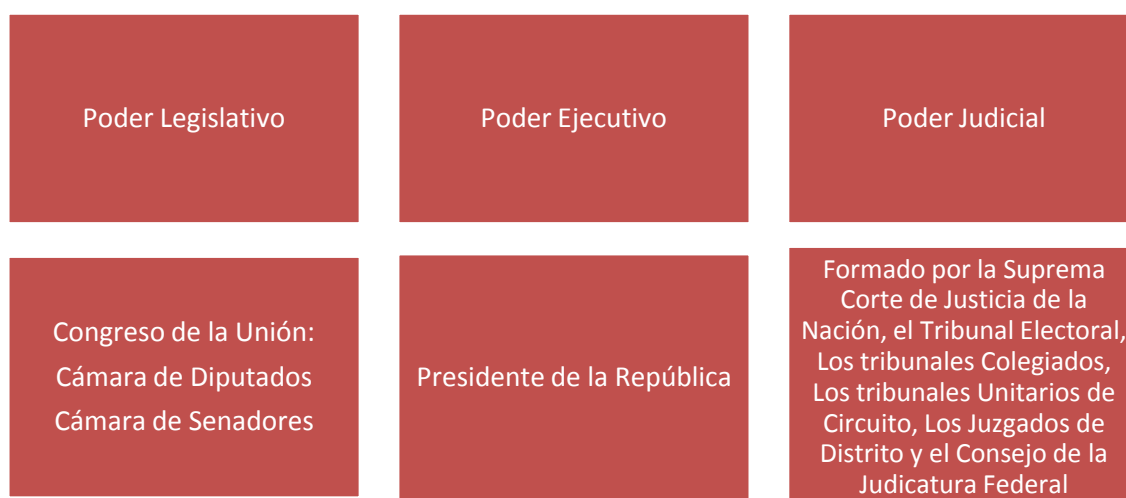 Poder Legislativo
Poder Ejecutivo
Poder Judicial
Congreso de la Unión:
Cámara de Diputados
Cámara de Senadores
Presidente de la República
Formado por la Suprema
Corte de Justicia de la
Nación, el Tribunal Electoral,
Los tribunales Colegiados,
Los tribunales Unitarios de
Circuito, Los Juzgados de
Distrito y el Consejo de la
Judicatura Federal